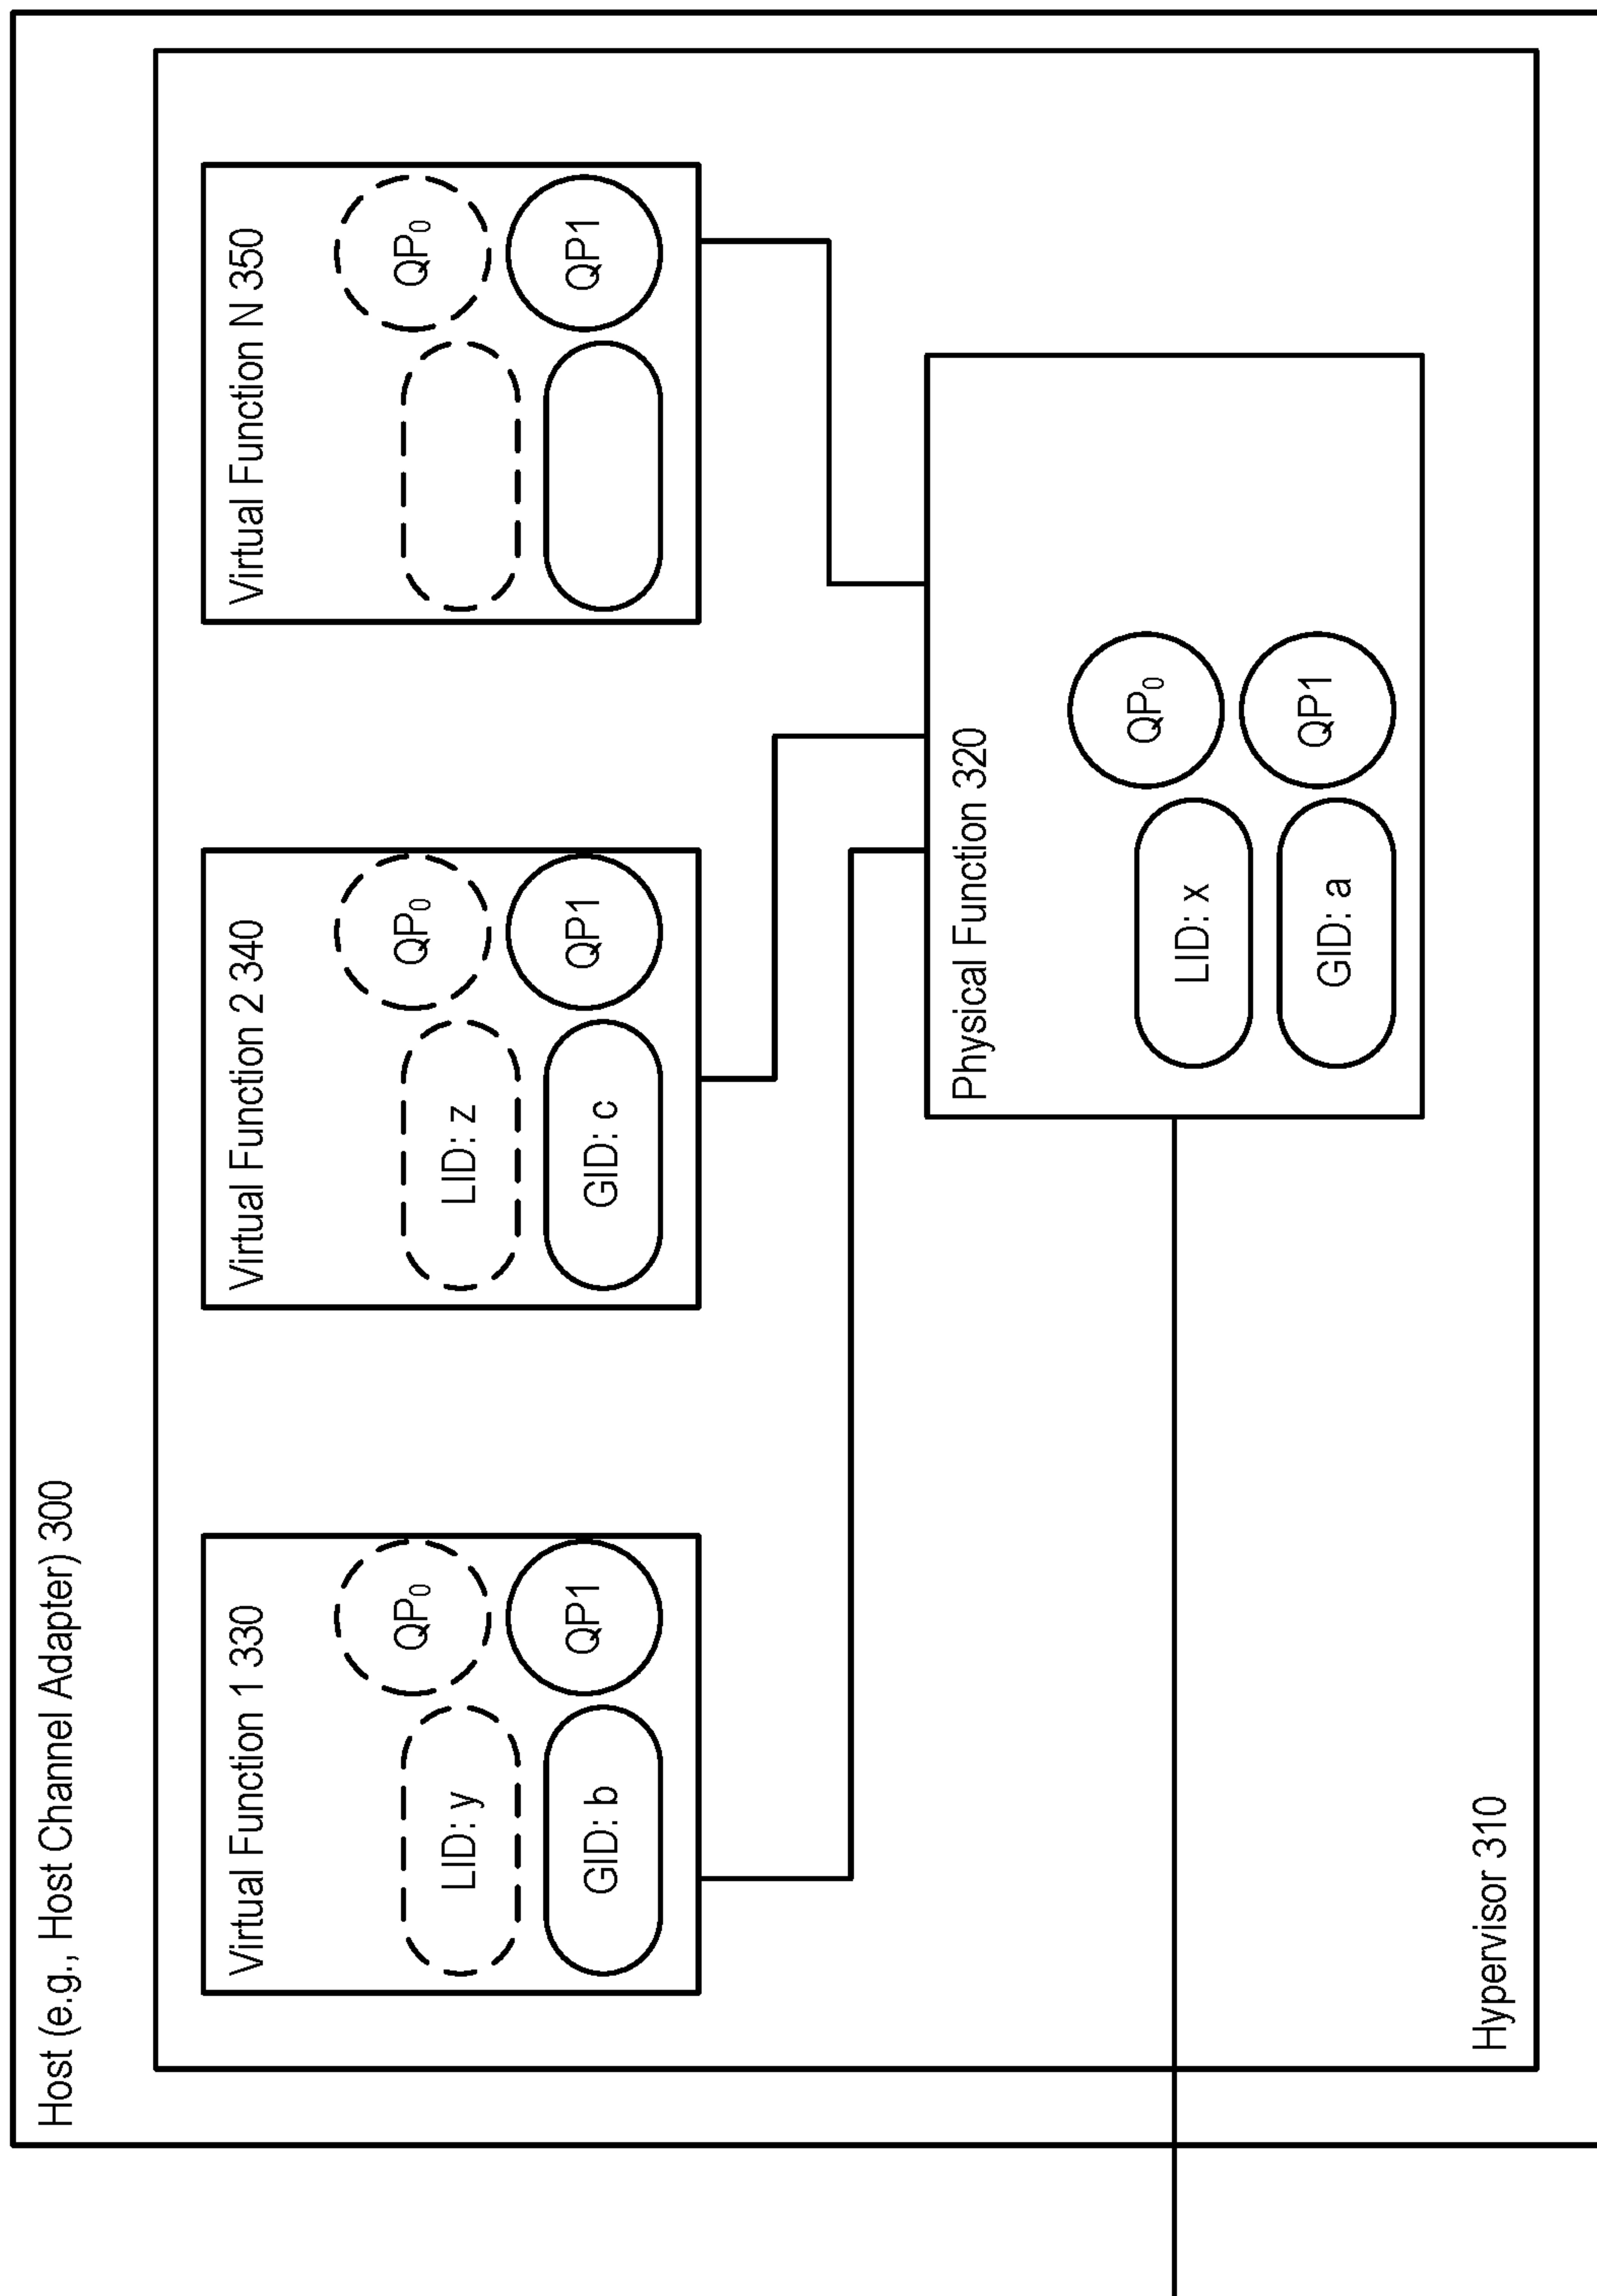 Host (e.g., Host Channel Adapter) 300
Virtual Function 1 330
QP₀
LID: y
QP1
GID: b
Virtual Function 2 340
QP₀
LID: z
QP1
GID: c
Virtual Function N 350
QP₀
QP1
Physical Function 320
QP₀
LID: x
QP1
GID: a
Hypervisor 310